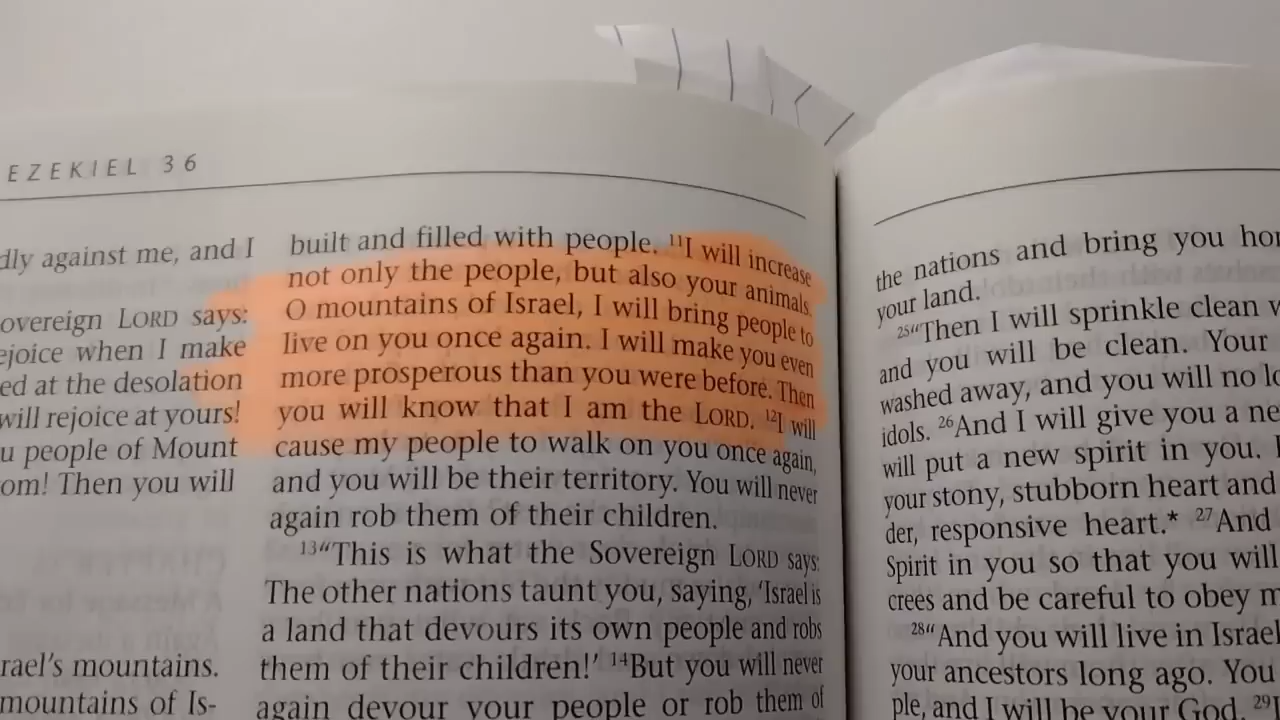 EZEKIEL 36
dly against me, and I
overeign LORD says:
ejoice when I make
ed at the desolation
will rejoice at yours!
u people of Mount
om! Then you will
rael's mountains.
mountains of Is-
built and filled with people. 11I will increase
not only the people, but also your animals.
O mountains of Israel, I will bring people to
live on you once again. I will make you even
more prosperous than you were before. Then
you will know that I am the LORD. 12I will
cause my people to walk on you once again,
and you will be their territory. You will never
again rob them of their children.
13“This is what the Sovereign LORD says:
The other nations taunt you, saying, ‘Israel is
a land that devours its own people and robs
them of their children!’ 14But you will never
again devour your people or rob them of
the nations and bring you ho
your land.
25“Then I will sprinkle clean
and you will be clean. Your
washed away, and you will no
idols. 26And I will give you a ne
will put a new spirit in you.
your stony, stubborn heart and
der, responsive heart.* 27And
Spirit in you so that you will
crees and be careful to obey m
28“And you will live in Israel
your ancestors long ago. You
ple, and I will be your God. 29